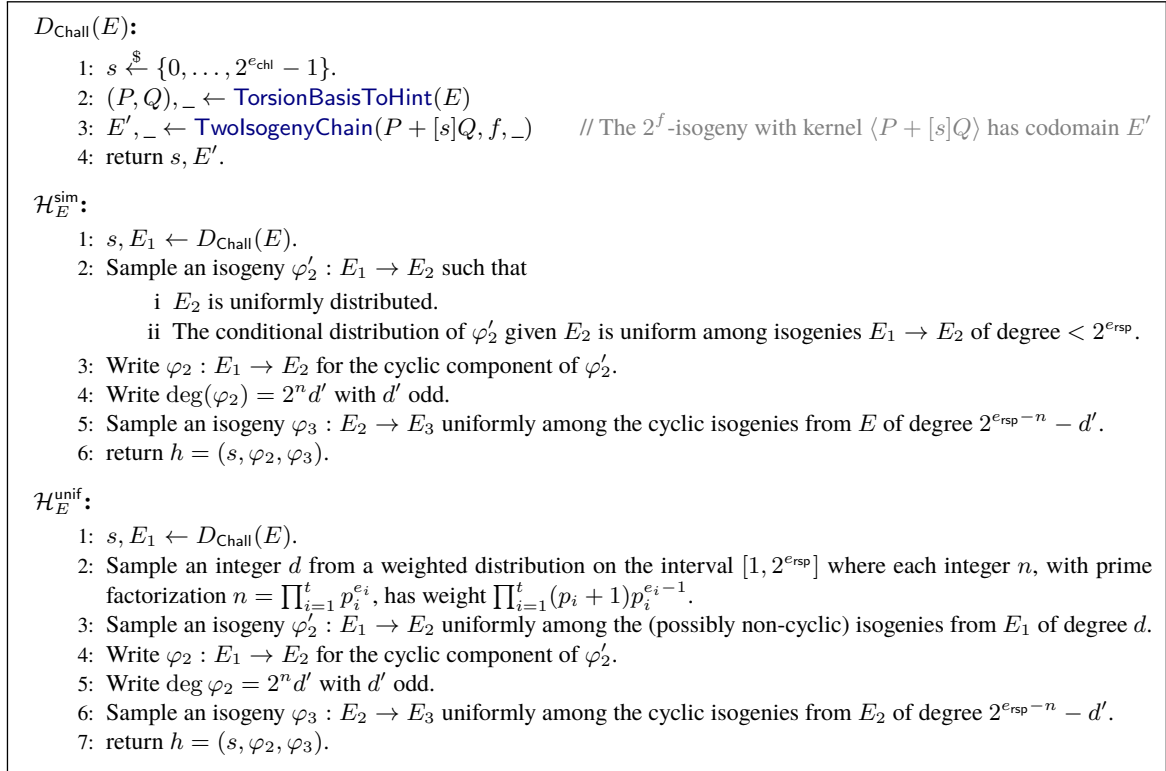 D_Chall(E):
1: s $← {0, . . . , 2^{e_chl} − 1}.
2: (P, Q), _ ← TorsionBasisToHint(E)
3: E′, _ ← TwoIsogenyChain(P + [s]Q, f, _) // The 2^f-isogeny with kernel ⟨P + [s]Q⟩ has codomain E′
4: return s, E′.
ℋ_E^sim:
1: s, E_1 ← D_Chall(E).
2: Sample an isogeny φ′_2 : E_1 → E_2 such that
i E_2 is uniformly distributed.
ii The conditional distribution of φ′_2 given E_2 is uniform among isogenies E_1 → E_2 of degree < 2^{e_rsp}.
3: Write φ_2 : E_1 → E_2 for the cyclic component of φ′_2.
4: Write deg(φ_2) = 2^n d′ with d′ odd.
5: Sample an isogeny φ_3 : E_2 → E_3 uniformly among the cyclic isogenies from E of degree 2^{e_rsp−n} − d′.
6: return h = (s, φ_2, φ_3).
ℋ_E^unif:
1: s, E_1 ← D_Chall(E).
2: Sample an integer d from a weighted distribution on the interval [1, 2^{e_rsp}] where each integer n, with prime
factorization n = ∏_{i=1}^t p_i^{e_i}, has weight ∏_{i=1}^t (p_i + 1)p_i^{e_i−1}.
3: Sample an isogeny φ′_2 : E_1 → E_2 uniformly among the (possibly non-cyclic) isogenies from E_1 of degree d.
4: Write φ_2 : E_1 → E_2 for the cyclic component of φ′_2.
5: Write deg φ_2 = 2^n d′ with d′ odd.
6: Sample an isogeny φ_3 : E_2 → E_3 uniformly among the cyclic isogenies from E_2 of degree 2^{e_rsp−n} − d′.
7: return h = (s, φ_2, φ_3).